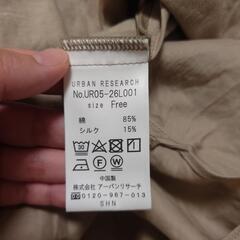 URBAN RESEARCH
No.UR05-26L001
size Free
綿 85%
シルク 15%
中国製
株式会社アーバンリサーチ
0120-967-013
SHN